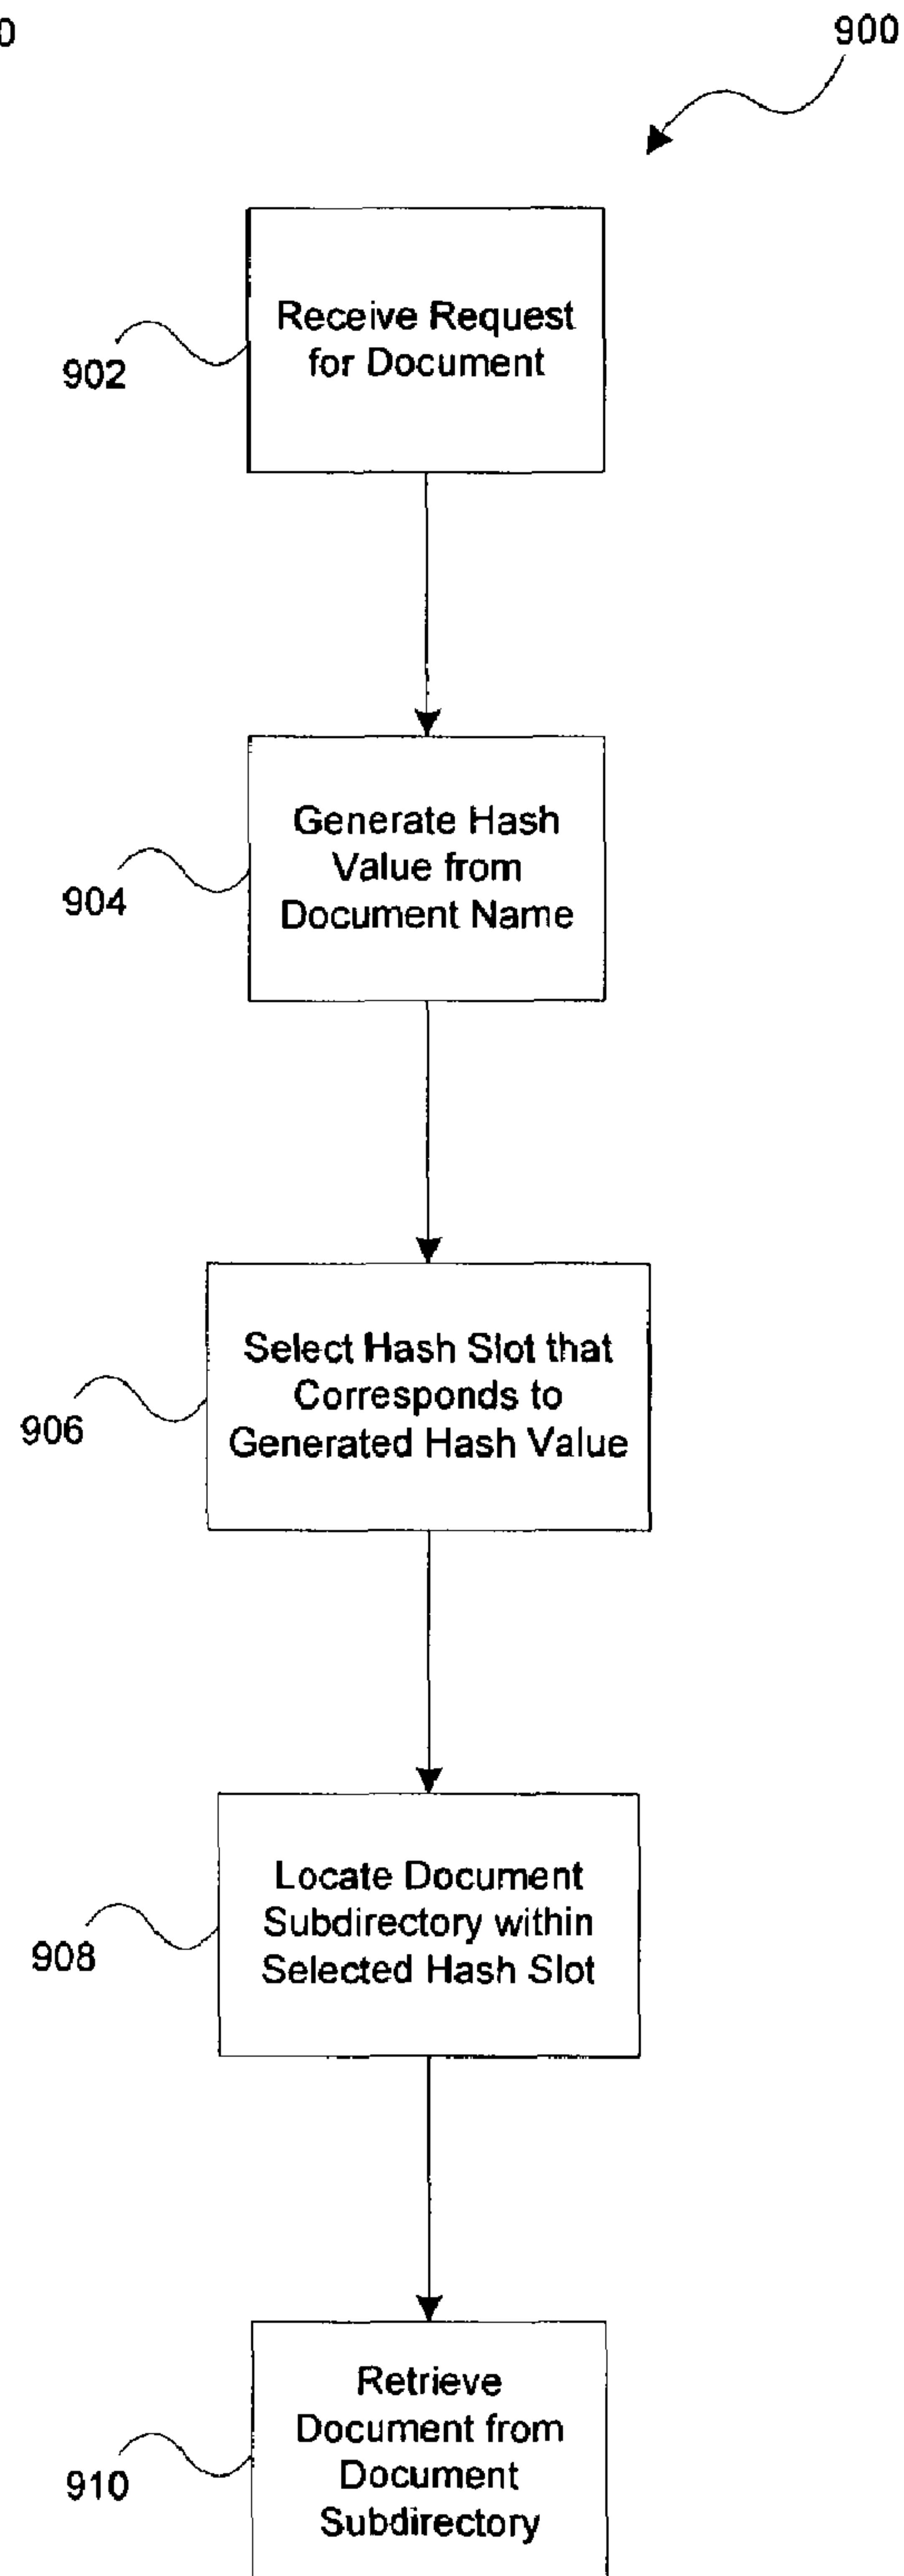 0
900
Receive Request
for Document
902
Generate Hash
Value from
Document Name
904
Select Hash Slot that
Corresponds to
Generated Hash Value
906
Locate Document
Subdirectory within
Selected Hash Slot
908
Retrieve
Document from
Document
Subdirectory
910